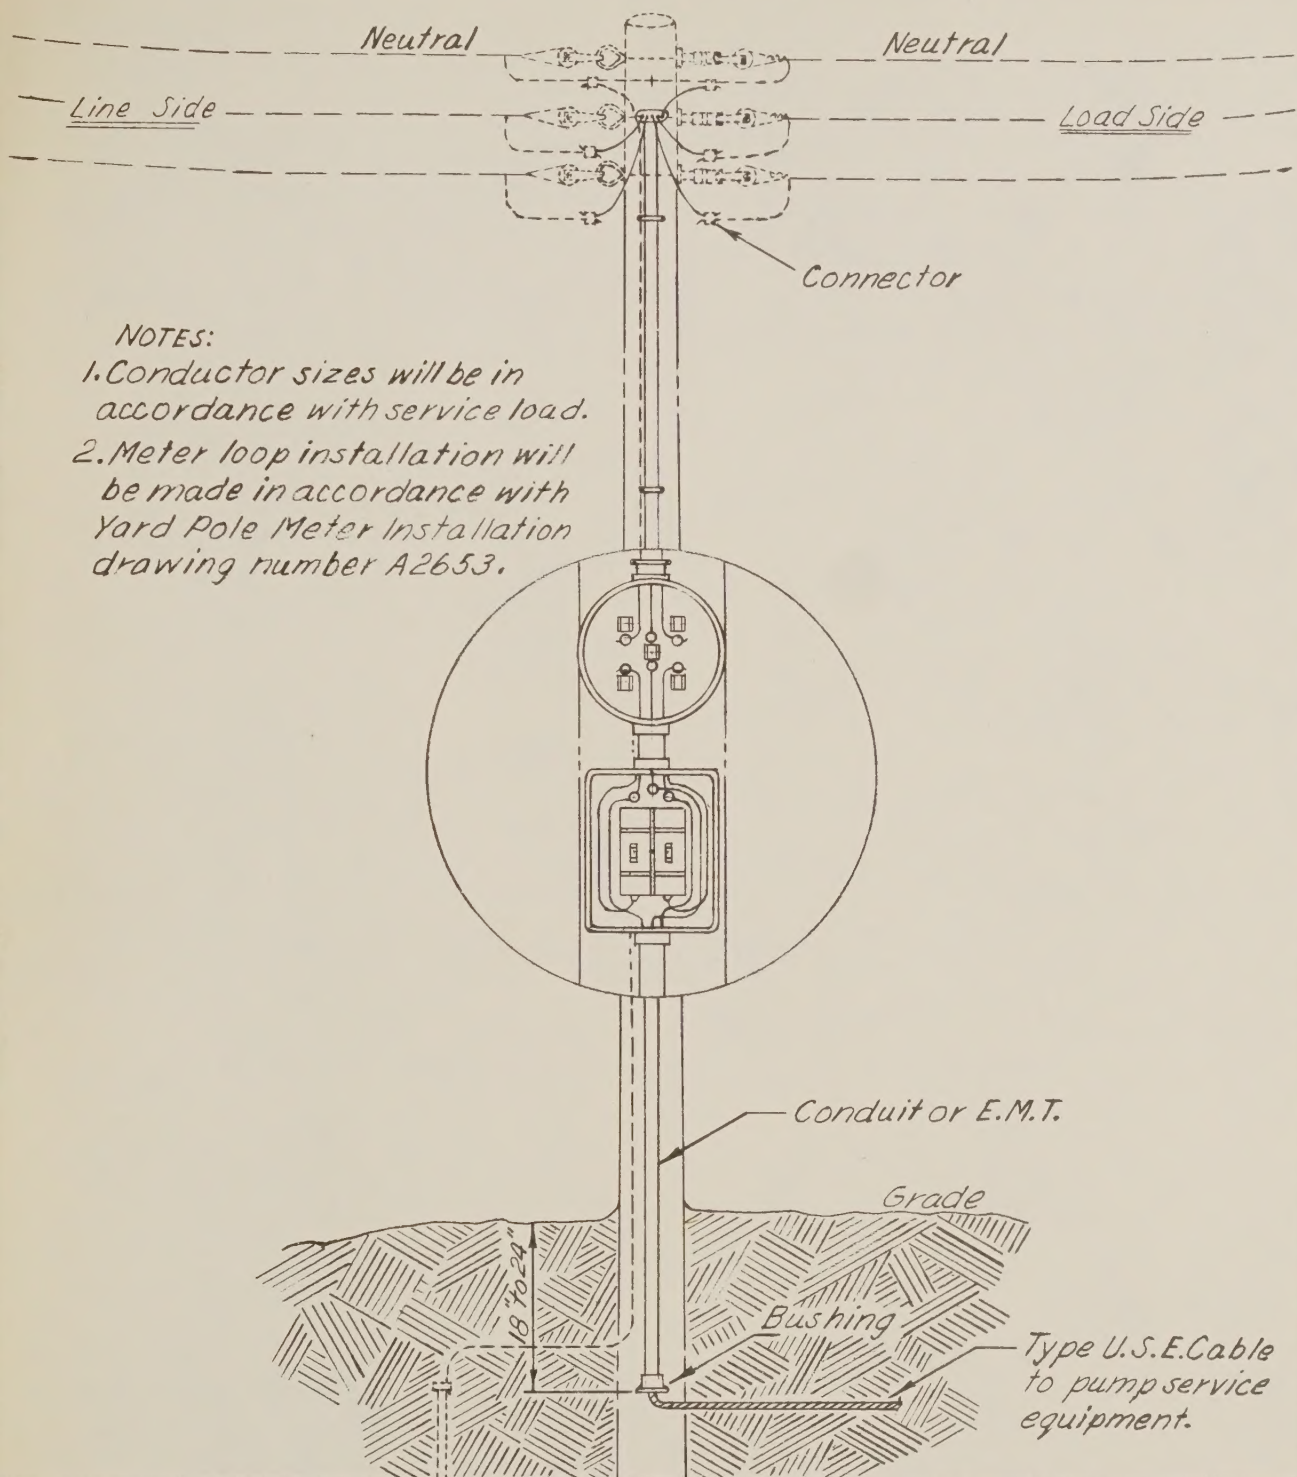 Neutral
Neutral
Line Side
Load Side
Connector
NOTES:
1. Conductor sizes will be in
accordance with service load.
2. Meter loop installation will
be made in accordance with
Yard Pole Meter Installation
drawing number A2653.
Conduit or E.M.T.
Grade
18" to 24"
Bushing
Type U.S.E. Cable
to pump service
equipment.